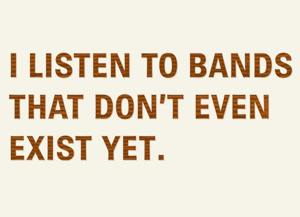 I LISTEN TO BANDS
THAT DON'T EVEN
EXIST YET.